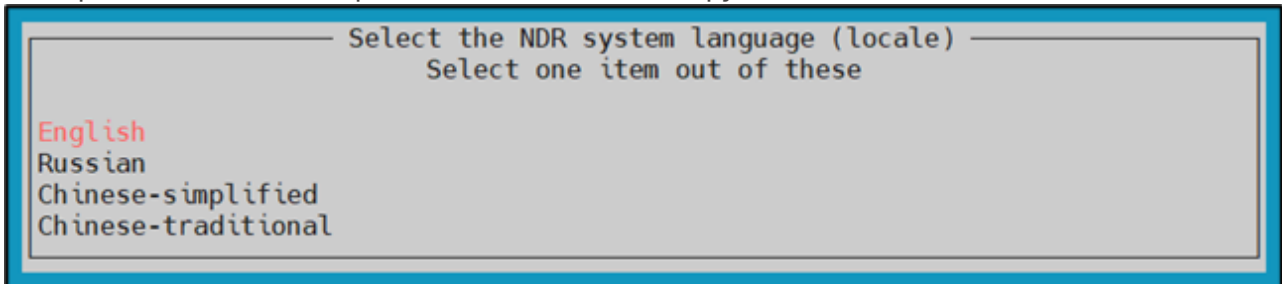 Select the NDR system language (locale)
Select one item out of these
English
Russian
Chinese-simplified
Chinese-traditional